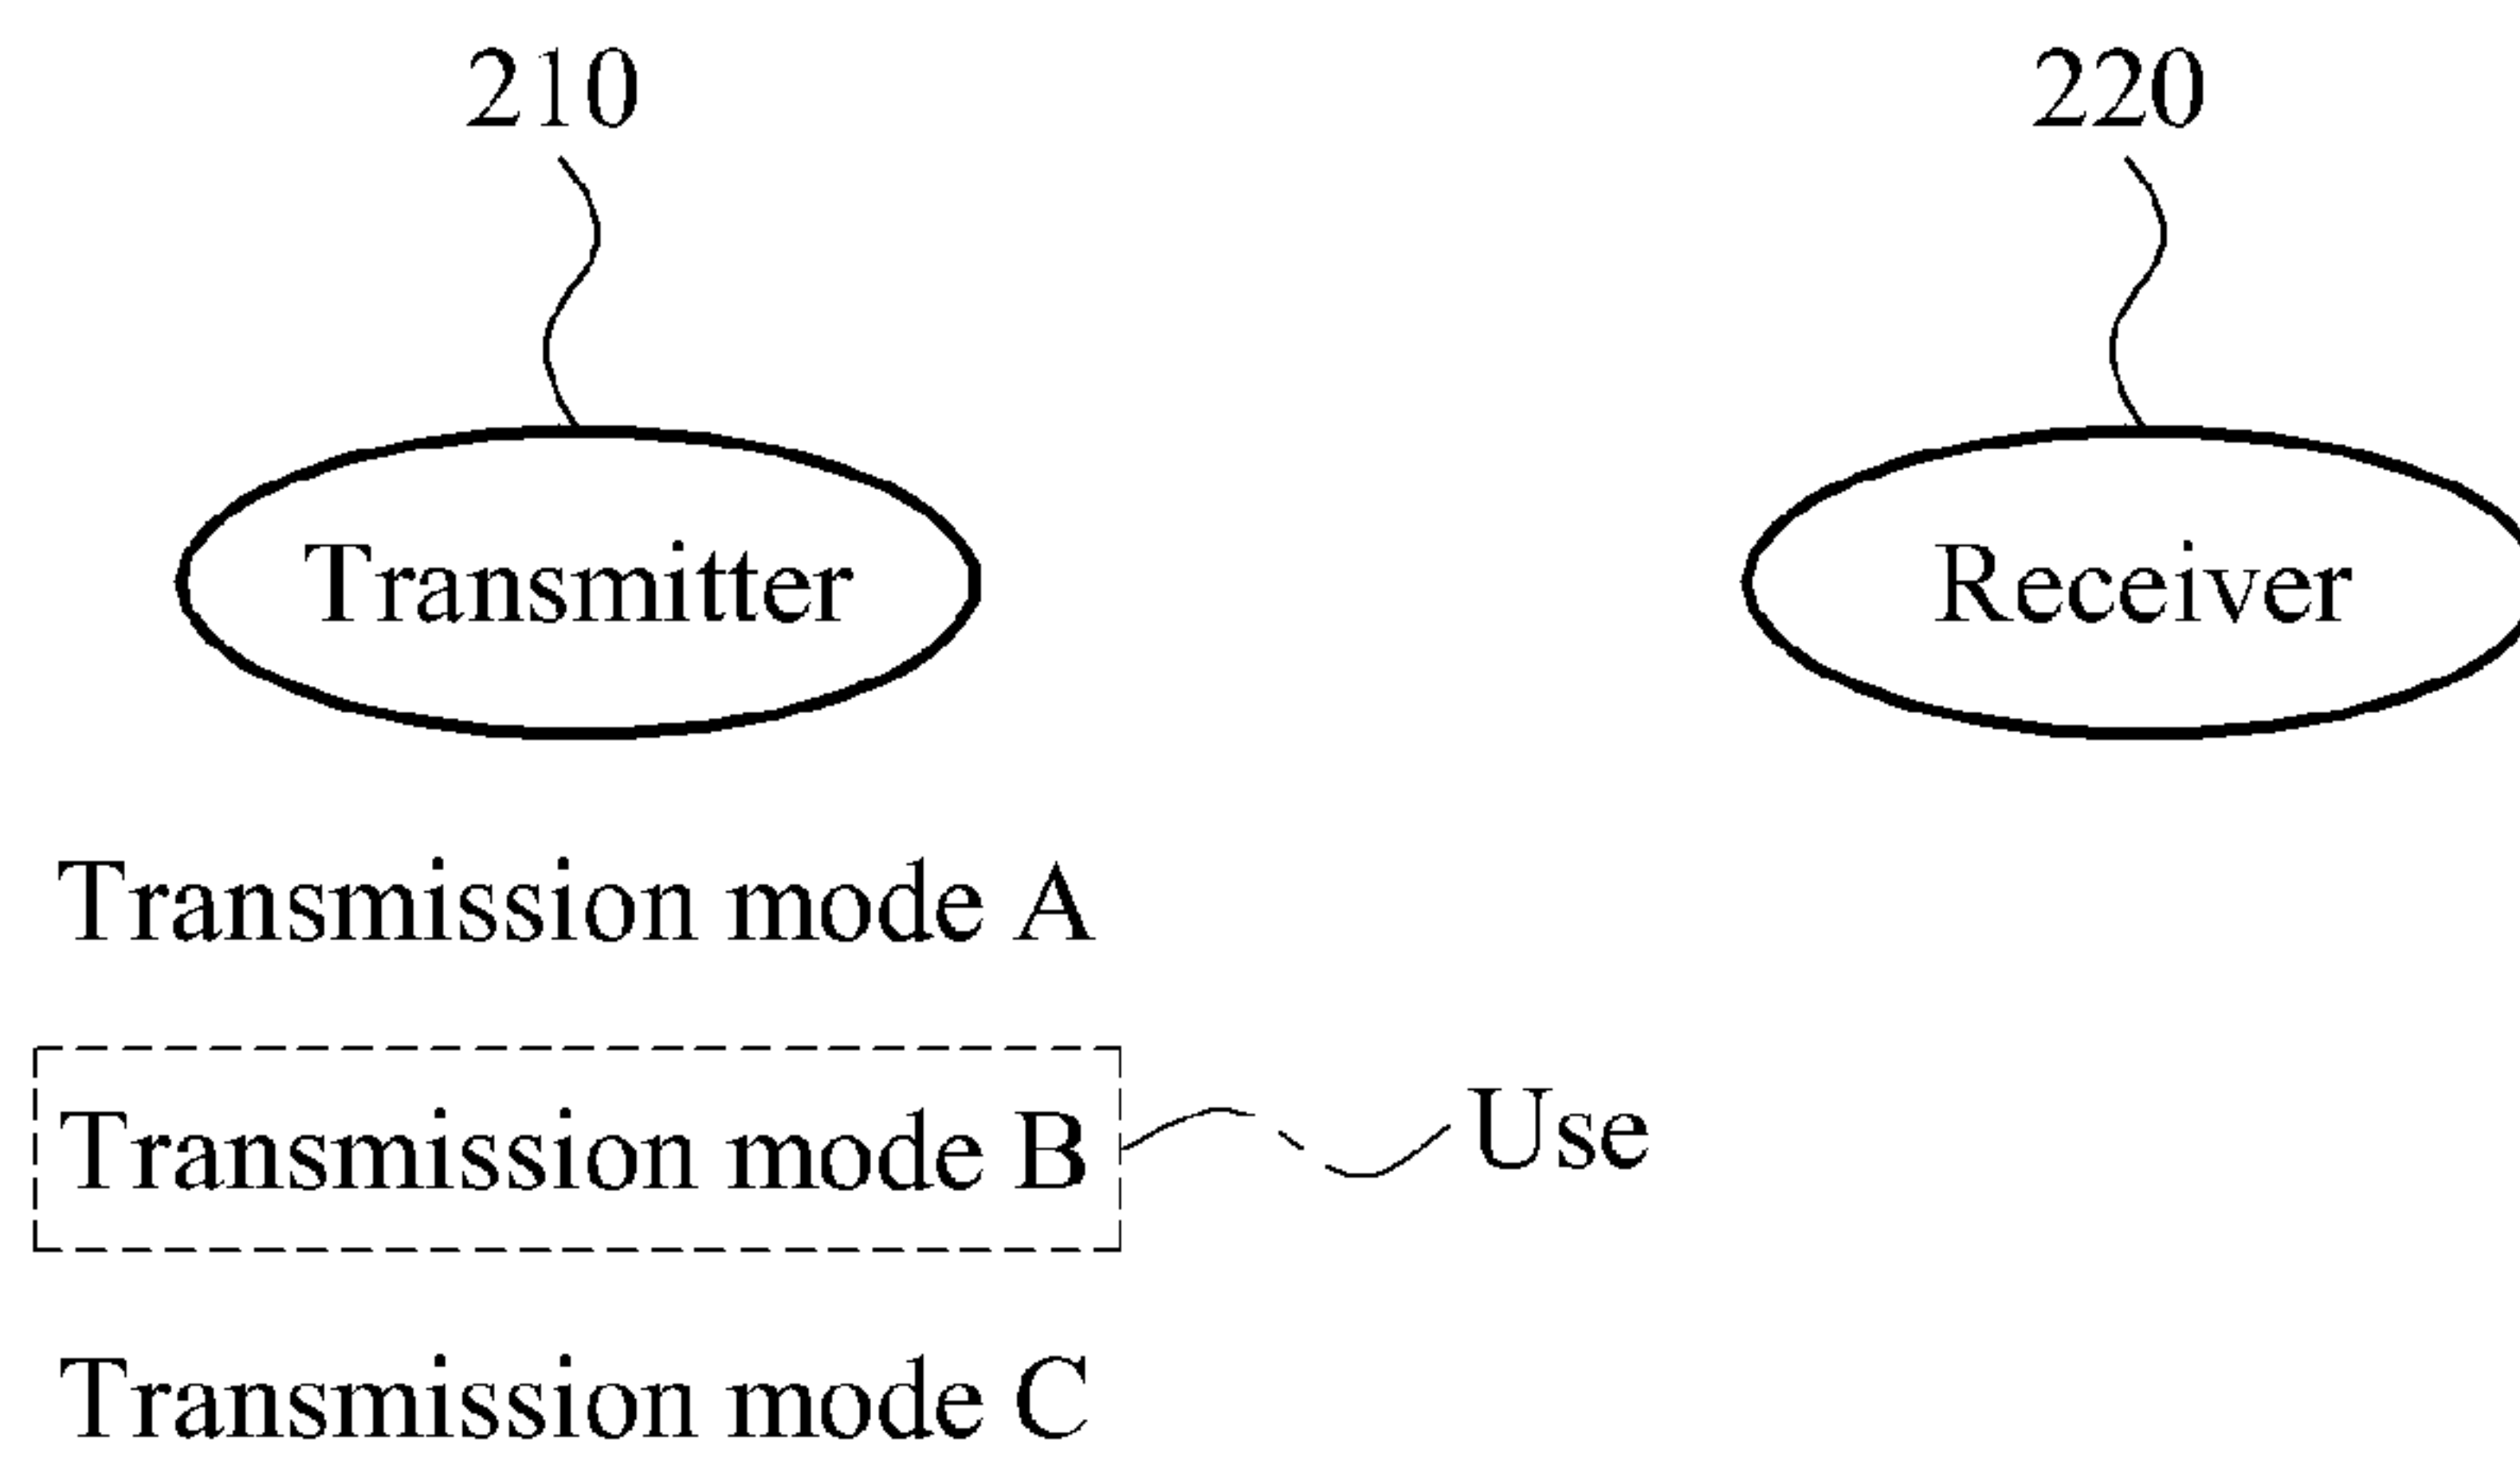 210
220
Transmitter
Receiver
Transmission mode A
Transmission mode B
Use
Transmission mode C